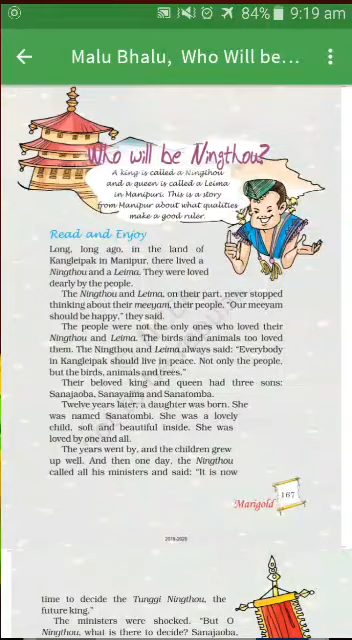 84% 9:19 am
Malu Bhalu, Who Will be...
Who will be Ningthou?
A king is called a Ningthou
and a queen is called a Leima
in Manipuri. This is a story
from Manipur about what qualities
make a good ruler.
Read and Enjoy
Long, long ago, in the land of
Kangleipak in Manipur, there lived a
Ningthou and a Leima. They were loved
dearly by the people.
The Ningthou and Leima, on their part, never stopped
thinking about their meeyam, their people. "Our meeyam
should be happy," they said.
The people were not the only ones who loved their
Ningthou and Leima. The birds and animals too loved
them. The Ningthou and Leima always said: "Everybody
in Kangleipak should live in peace. Not only the people,
but the birds, animals and trees."
Their beloved king and queen had three sons:
Sanajaoba, Sanayaima and Sanatomba.
Twelve years later, a daughter was born. She
was named Sanatombi. She was a lovely
child, soft and beautiful inside. She was
loved by one and all.
The years went by, and the children grew
up well. And then one day, the Ningthou
called all his ministers and said: "It is now
Marigold 167
2019-2020
time to decide the Tunggi Ningthou, the
future king."
The ministers were shocked. "But O
Ningthou, what is there to decide? Sanajaoba,